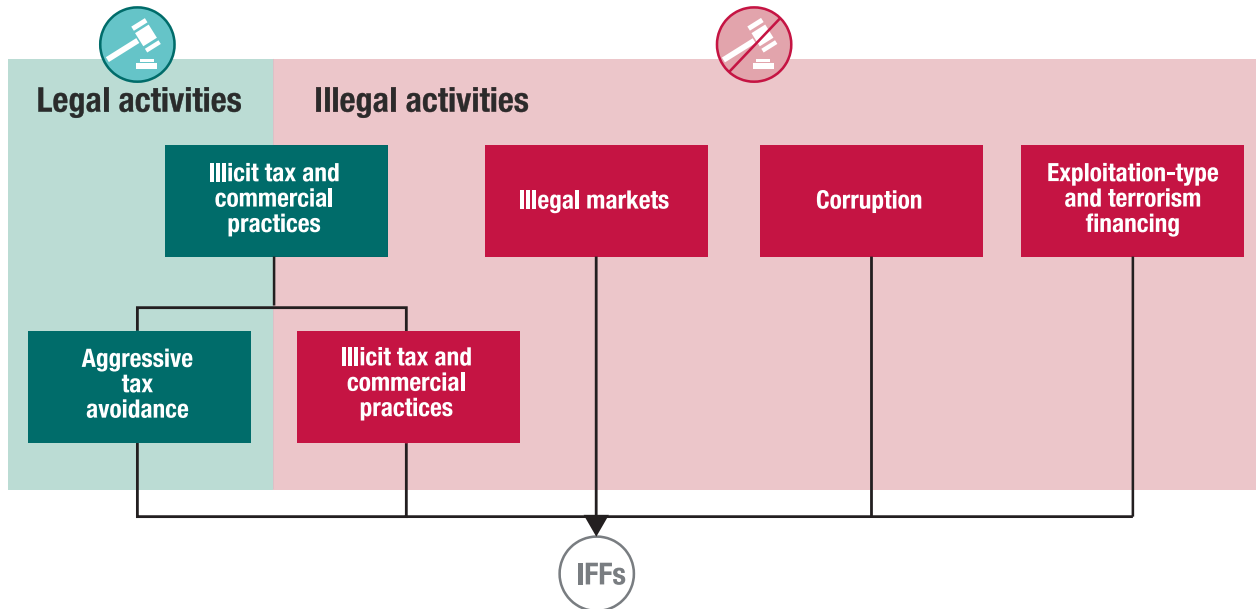 Legal activities
Illegal activities
Illicit tax and
commercial
practices
Illegal markets
Corruption
Exploitation-type
and terrorism
financing
Aggressive
tax
avoidance
Illicit tax and
commercial
practices
IFFs